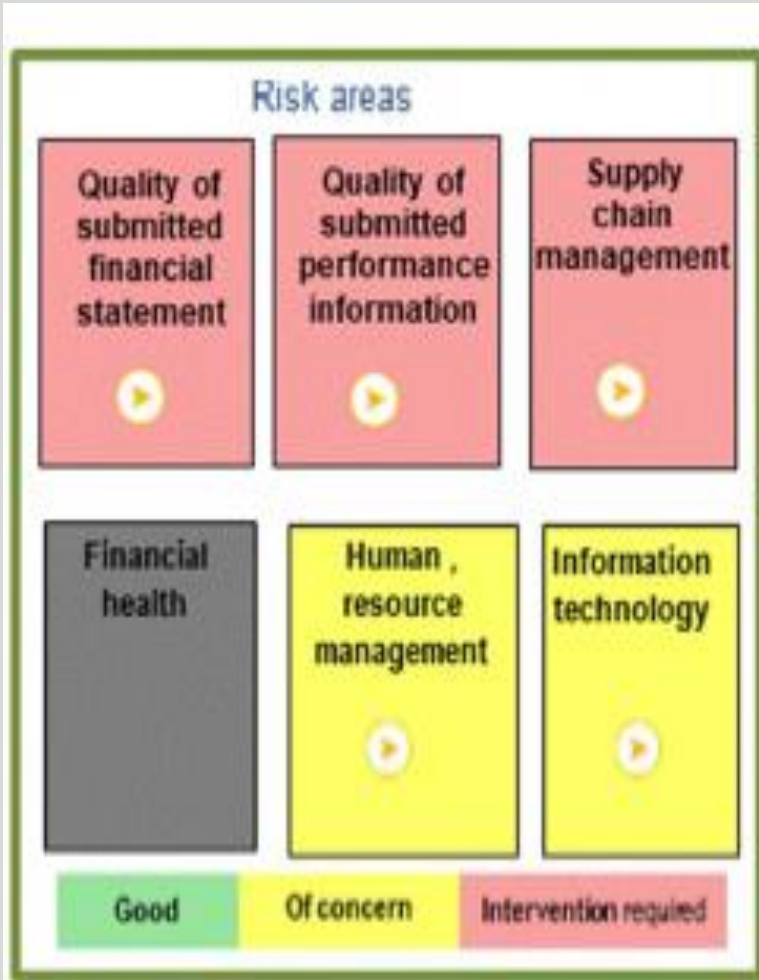 Risk areas
Quality of
submitted
financial
statement
Quality of
submitted
performance
information
Supply
chain
management
Financial
health
Human ,
resource
management
Information
technology
Good
Of concern
Intervention required